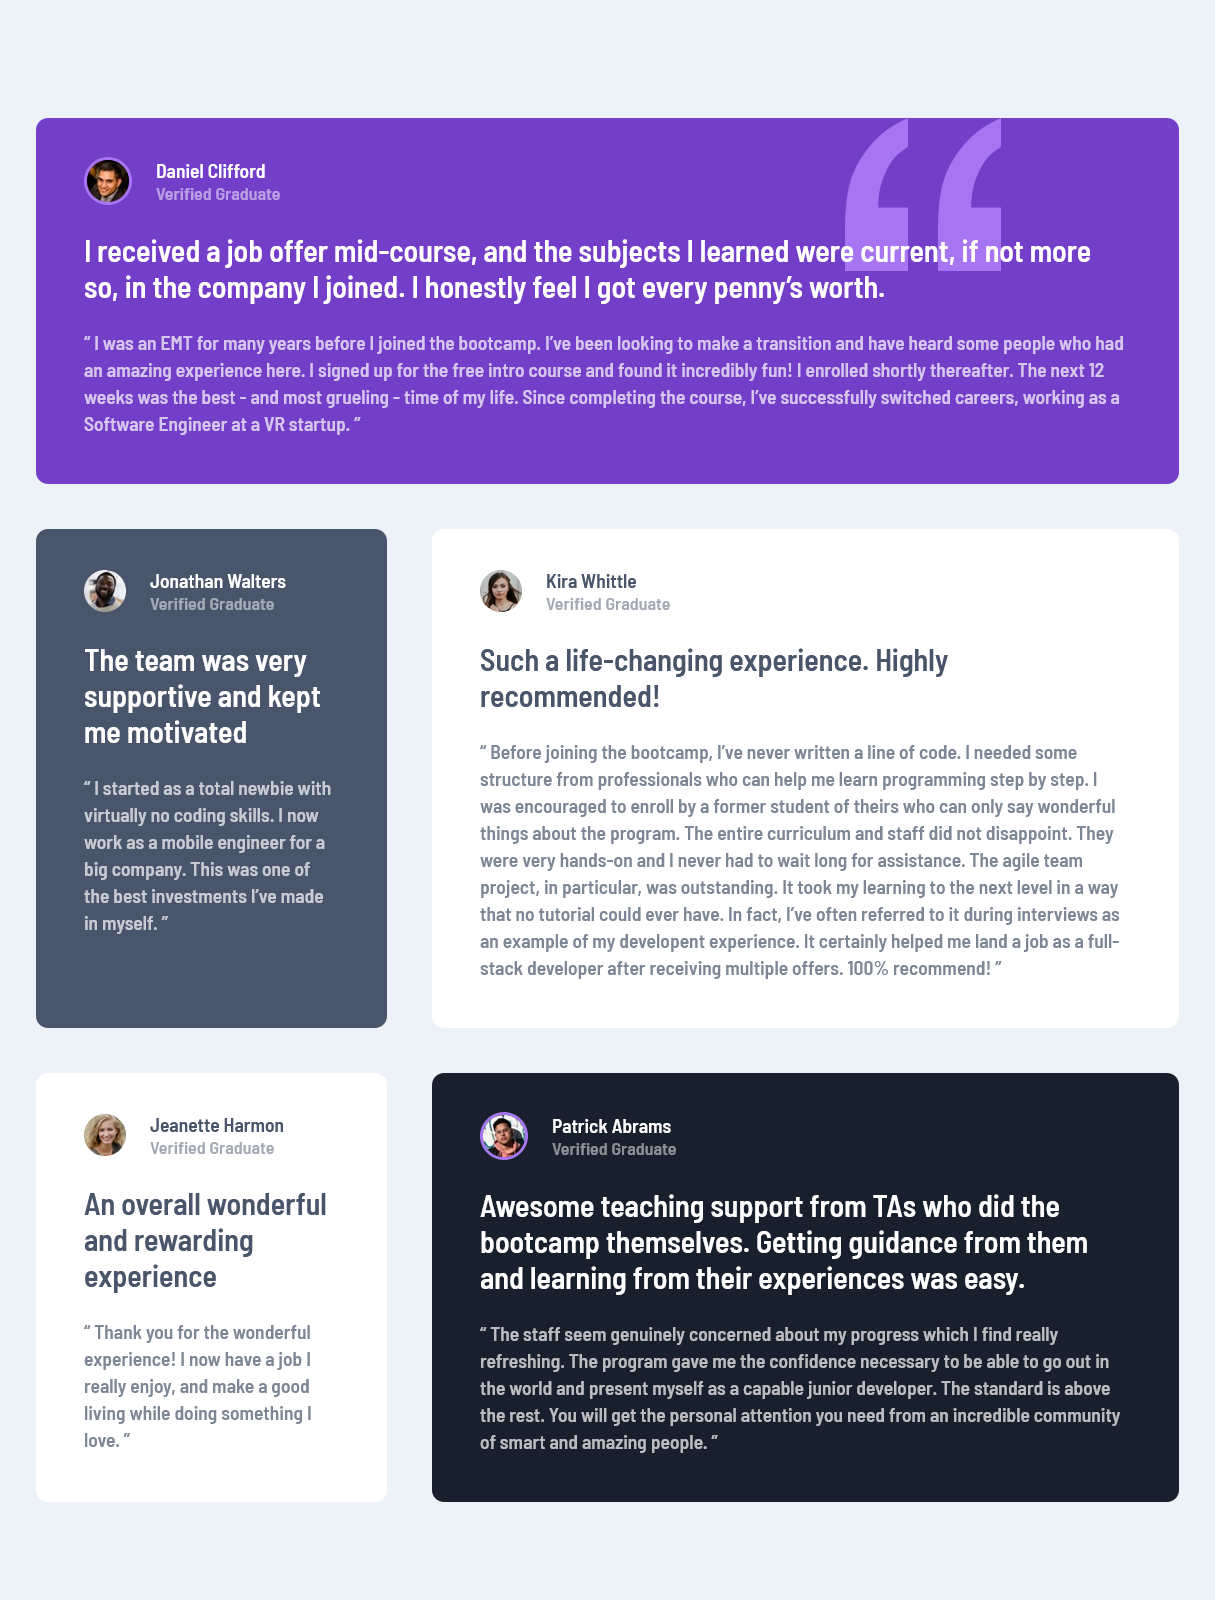 Daniel Clifford
Verified Graduate
I received a job offer mid-course, and the subjects I learned were current, if not more
so, in the company I joined. I honestly feel I got every penny’s worth.
“ I was an EMT for many years before I joined the bootcamp. I’ve been looking to make a transition and have heard some people who had
an amazing experience here. I signed up for the free intro course and found it incredibly fun! I enrolled shortly thereafter. The next 12
weeks was the best - and most grueling - time of my life. Since completing the course, I’ve successfully switched careers, working as a
Software Engineer at a VR startup. ”
Jonathan Walters
Verified Graduate
The team was very
supportive and kept
me motivated
“ I started as a total newbie with
virtually no coding skills. I now
work as a mobile engineer for a
big company. This was one of
the best investments I’ve made
in myself. ”
Kira Whittle
Verified Graduate
Such a life-changing experience. Highly
recommended!
“ Before joining the bootcamp, I’ve never written a line of code. I needed some
structure from professionals who can help me learn programming step by step. I
was encouraged to enroll by a former student of theirs who can only say wonderful
things about the program. The entire curriculum and staff did not disappoint. They
were very hands-on and I never had to wait long for assistance. The agile team
project, in particular, was outstanding. It took my learning to the next level in a way
that no tutorial could ever have. In fact, I’ve often referred to it during interviews as
an example of my developent experience. It certainly helped me land a job as a full-
stack developer after receiving multiple offers. 100% recommend! ”
Jeanette Harmon
Verified Graduate
An overall wonderful
and rewarding
experience
“ Thank you for the wonderful
experience! I now have a job I
really enjoy, and make a good
living while doing something I
love. ”
Patrick Abrams
Verified Graduate
Awesome teaching support from TAs who did the
bootcamp themselves. Getting guidance from them
and learning from their experiences was easy.
“ The staff seem genuinely concerned about my progress which I find really
refreshing. The program gave me the confidence necessary to be able to go out in
the world and present myself as a capable junior developer. The standard is above
the rest. You will get the personal attention you need from an incredible community
of smart and amazing people. ”